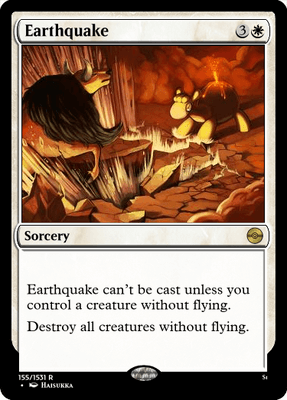 Earthquake 3
Sorcery
Earthquake can't be cast unless you
control a creature without flying.
Destroy all creatures without flying.
155/1531 R
• HAISUKKA